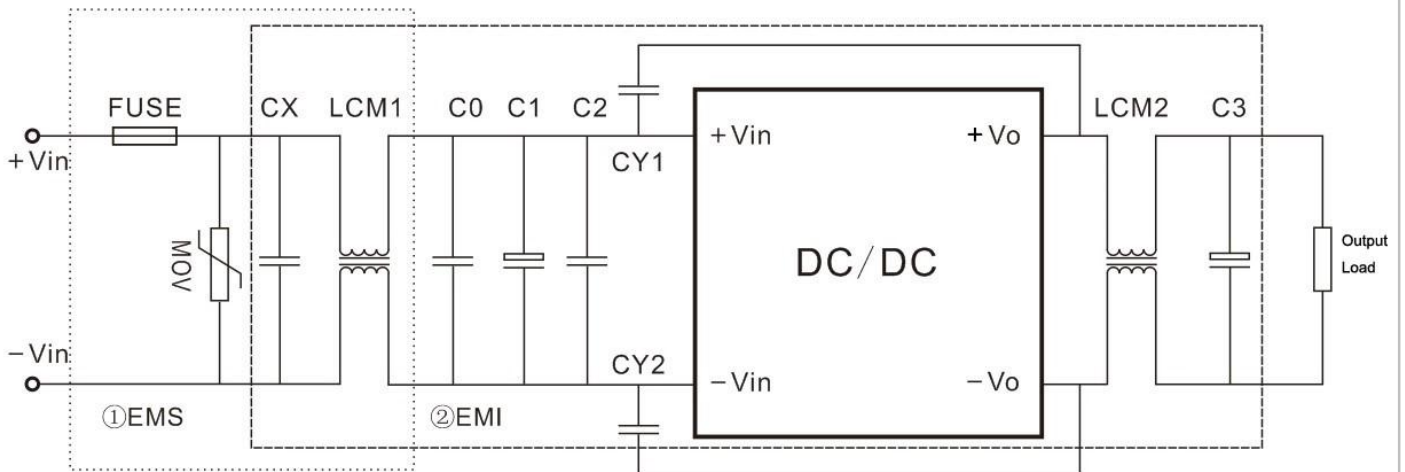 FUSE CX LCM1 C0 C1 C2 LCM2 C3
+Vin CY1 +Vin +Vo
MOV DC/DC Output
Load
−Vin CY2 −Vin −Vo
①EMS ②EMI